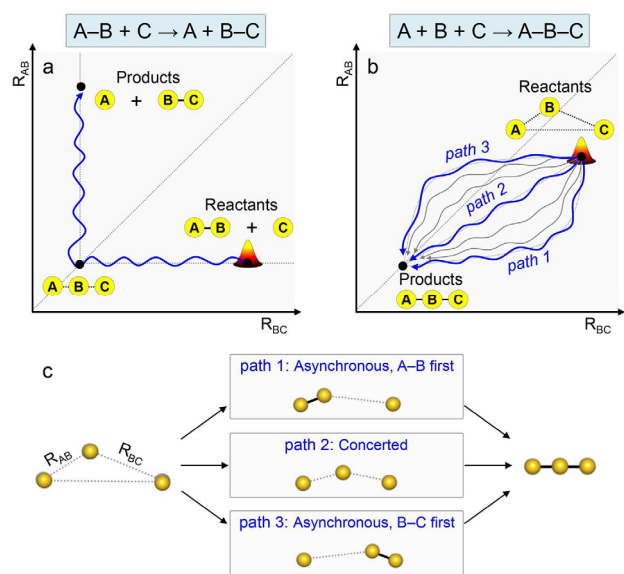 A–B + C → A + B–C
A + B + C → A–B–C
a
R_AB
Products
A + B C
Reactants
A B + C
A B C
R_BC
b
R_AB
Reactants
B
A C
path 3
path 2
path 1
Products
A B C
R_BC
c
path 1: Asynchronous, A–B first
R_AB R_BC
path 2: Concerted
path 3: Asynchronous, B–C first